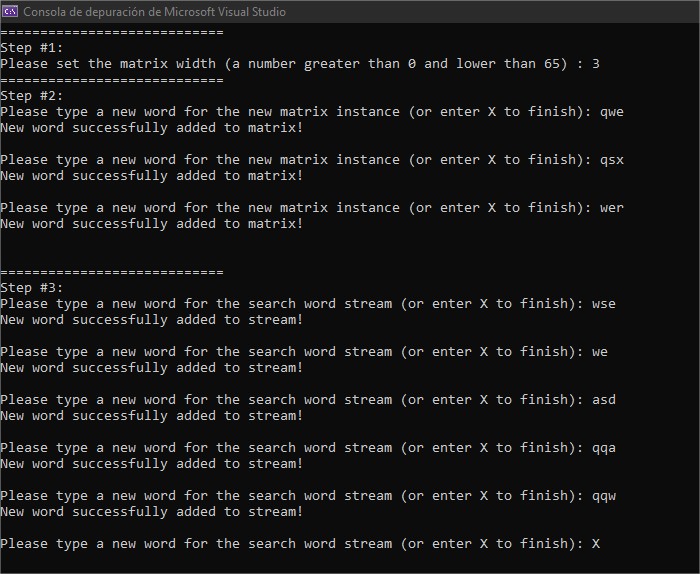 Consola de depuración de Microsoft Visual Studio
============================
Step #1:
Please set the matrix width (a number greater than 0 and lower than 65) : 3
============================
Step #2:
Please type a new word for the new matrix instance (or enter X to finish): qwe
New word successfully added to matrix!
Please type a new word for the new matrix instance (or enter X to finish): qsx
New word successfully added to matrix!
Please type a new word for the new matrix instance (or enter X to finish): wer
New word successfully added to matrix!
============================
Step #3:
Please type a new word for the search word stream (or enter X to finish): wse
New word successfully added to stream!
Please type a new word for the search word stream (or enter X to finish): we
New word successfully added to stream!
Please type a new word for the search word stream (or enter X to finish): asd
New word successfully added to stream!
Please type a new word for the search word stream (or enter X to finish): qqa
New word successfully added to stream!
Please type a new word for the search word stream (or enter X to finish): qqw
New word successfully added to stream!
Please type a new word for the search word stream (or enter X to finish): X